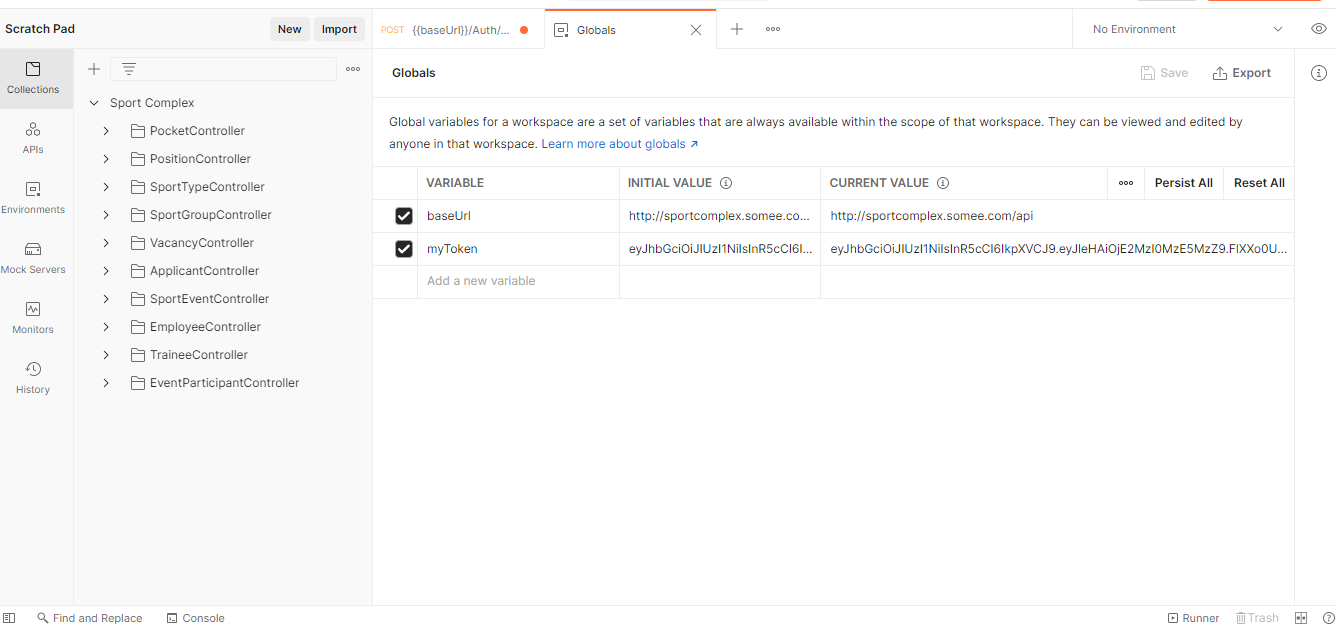 Scratch Pad
New
Import
POST {{baseUrl}}/Auth/...
Globals
No Environment
Collections
APIs
Environments
Mock Servers
Monitors
History
Sport Complex
PocketController
PositionController
SportTypeController
SportGroupController
VacancyController
ApplicantController
SportEventController
EmployeeController
TraineeController
EventParticipantController
Globals
Save
Export
Global variables for a workspace are a set of variables that are always available within the scope of that workspace. They can be viewed and edited by
anyone in that workspace. Learn more about globals ↗
VARIABLE INITIAL VALUE CURRENT VALUE Persist All Reset All
baseUrl http://sportcomplex.somee.co... http://sportcomplex.somee.com/api
myToken eyJhbGciOiJIUzI1NiIsInR5cCI6I... eyJhbGciOiJIUzI1NiIsInR5cCI6IkpXVCJ9.eyJleHAiOjE2MzI0MzE5MzZ9.FlXXo0U...
Add a new variable
Find and Replace
Console
Runner
Trash